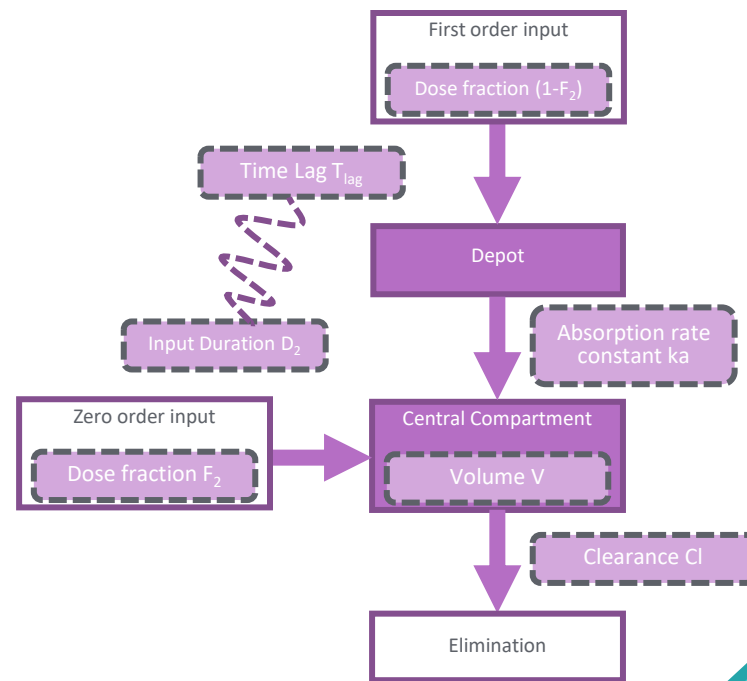 First order input
Dose fraction (1-F₂)
Time Lag Tₗₐg
Depot
Input Duration D₂
Absorption rate
constant ka
Zero order input
Dose fraction F₂
Central Compartment
Volume V
Clearance Cl
Elimination